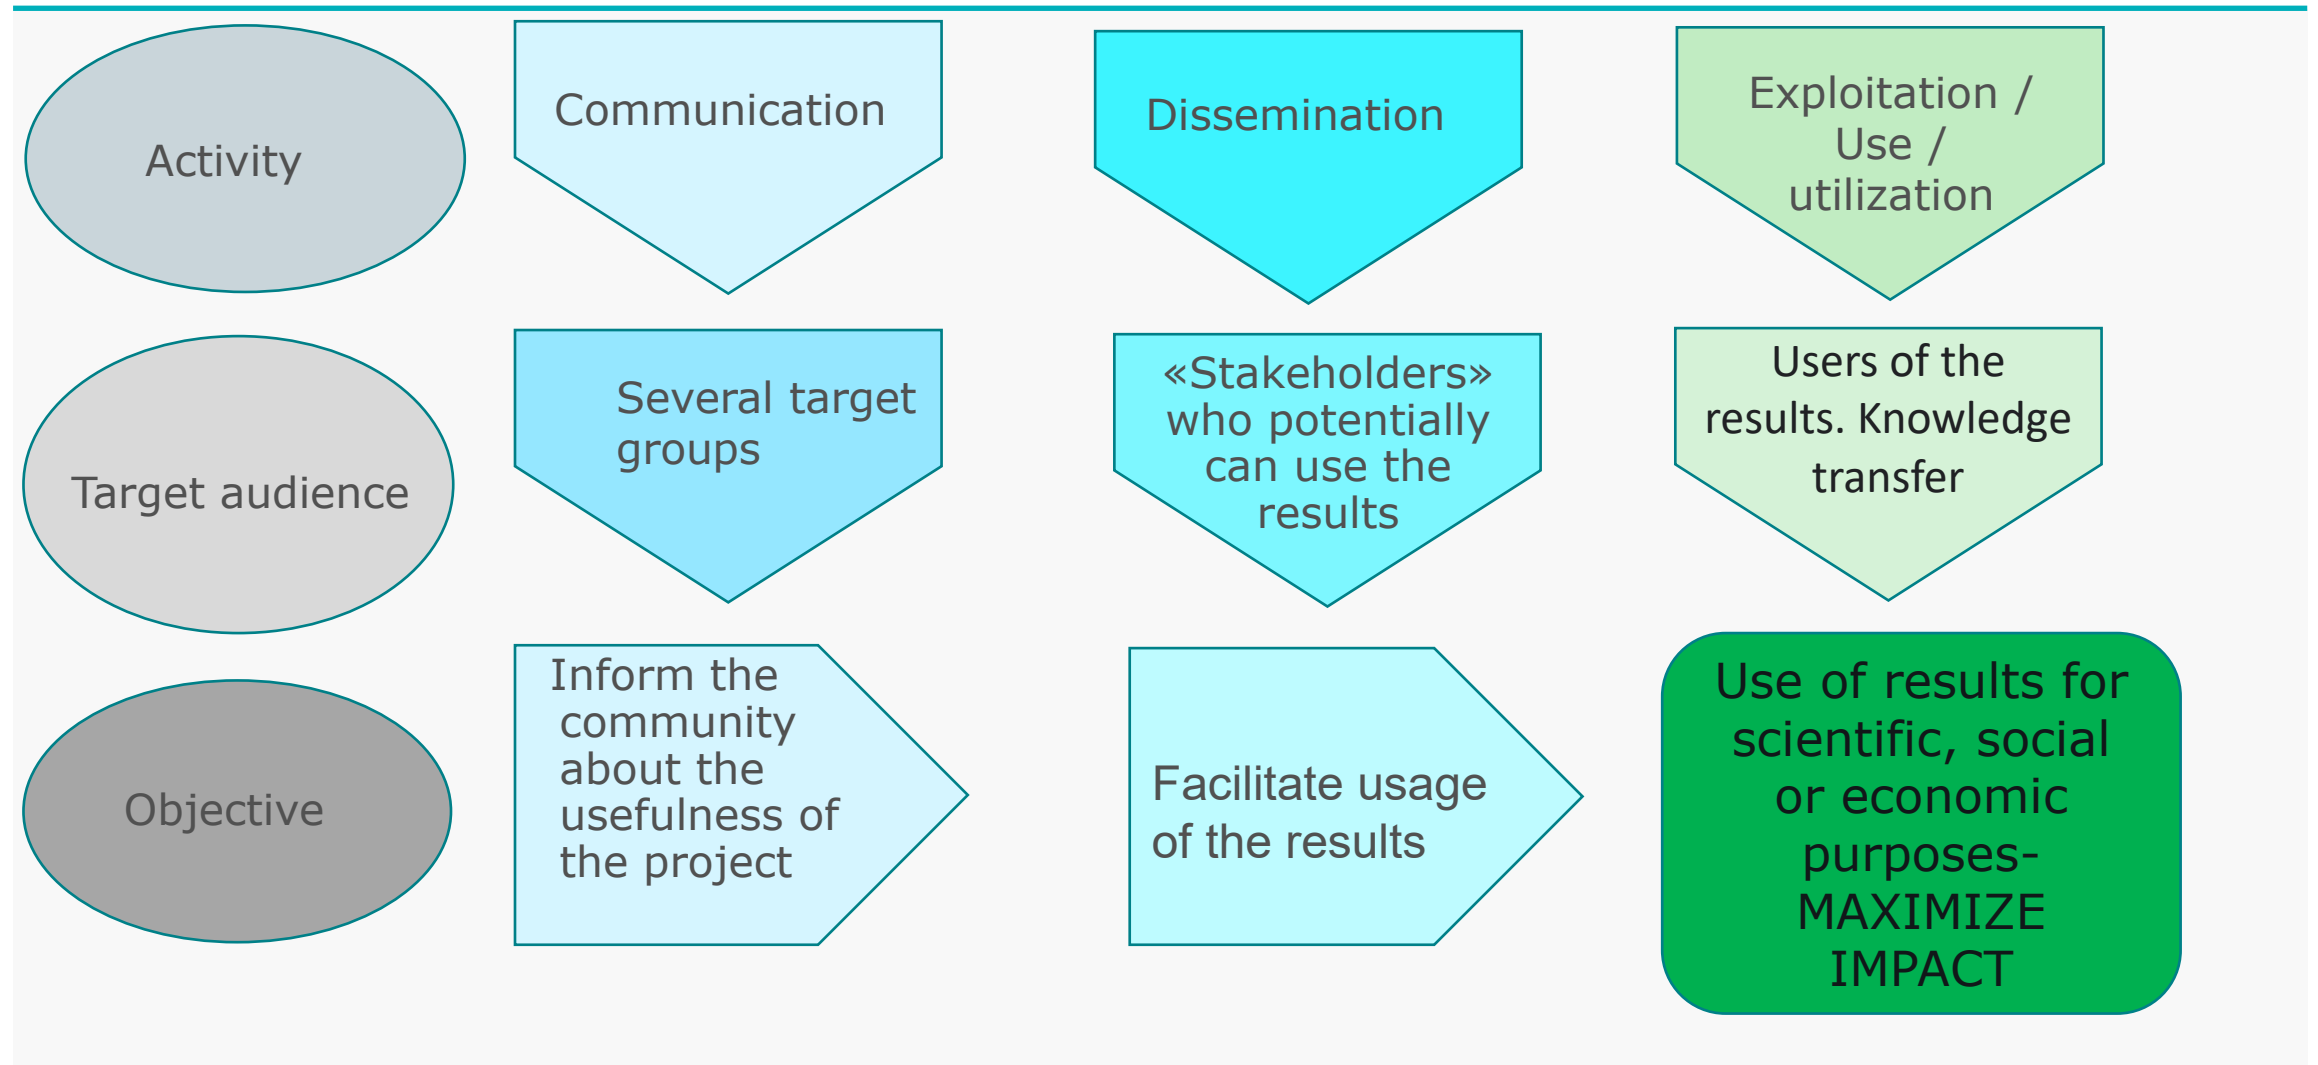 Activity
Communication
Dissemination
Exploitation /
Use /
utilization
Target audience
Several target
groups
«Stakeholders»
who potentially
can use the
results
Users of the
results. Knowledge
transfer
Objective
Inform the
community
about the
usefulness of
the project
Facilitate usage
of the results
Use of results for
scientific, social
or economic
purposes-
MAXIMIZE
IMPACT